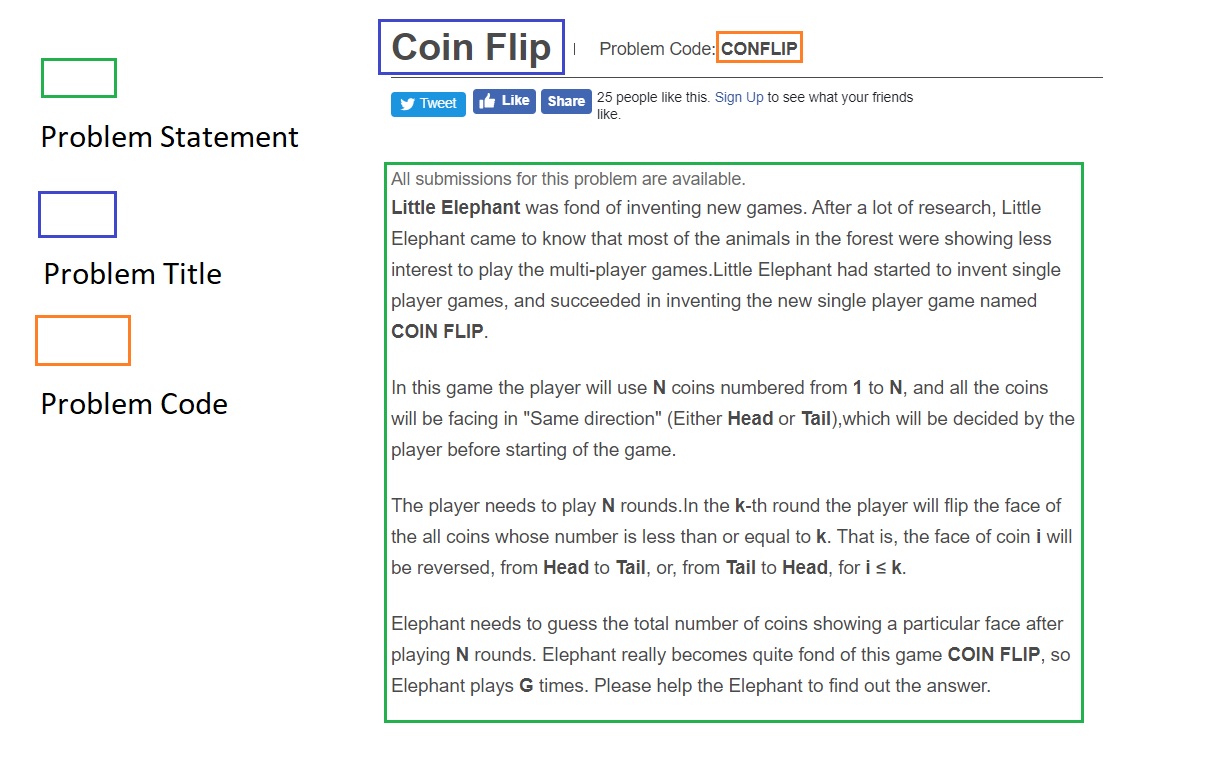 Problem Statement
Problem Title
Problem Code
Coin Flip | Problem Code: CONFLIP
Tweet Like Share 25 people like this. Sign Up to see what your friends
like.
All submissions for this problem are available.
Little Elephant was fond of inventing new games. After a lot of research, Little
Elephant came to know that most of the animals in the forest were showing less
interest to play the multi-player games.Little Elephant had started to invent single
player games, and succeeded in inventing the new single player game named
COIN FLIP.
In this game the player will use N coins numbered from 1 to N, and all the coins
will be facing in "Same direction" (Either Head or Tail),which will be decided by the
player before starting of the game.
The player needs to play N rounds.In the k-th round the player will flip the face of
the all coins whose number is less than or equal to k. That is, the face of coin i will
be reversed, from Head to Tail, or, from Tail to Head, for i ≤ k.
Elephant needs to guess the total number of coins showing a particular face after
playing N rounds. Elephant really becomes quite fond of this game COIN FLIP, so
Elephant plays G times. Please help the Elephant to find out the answer.